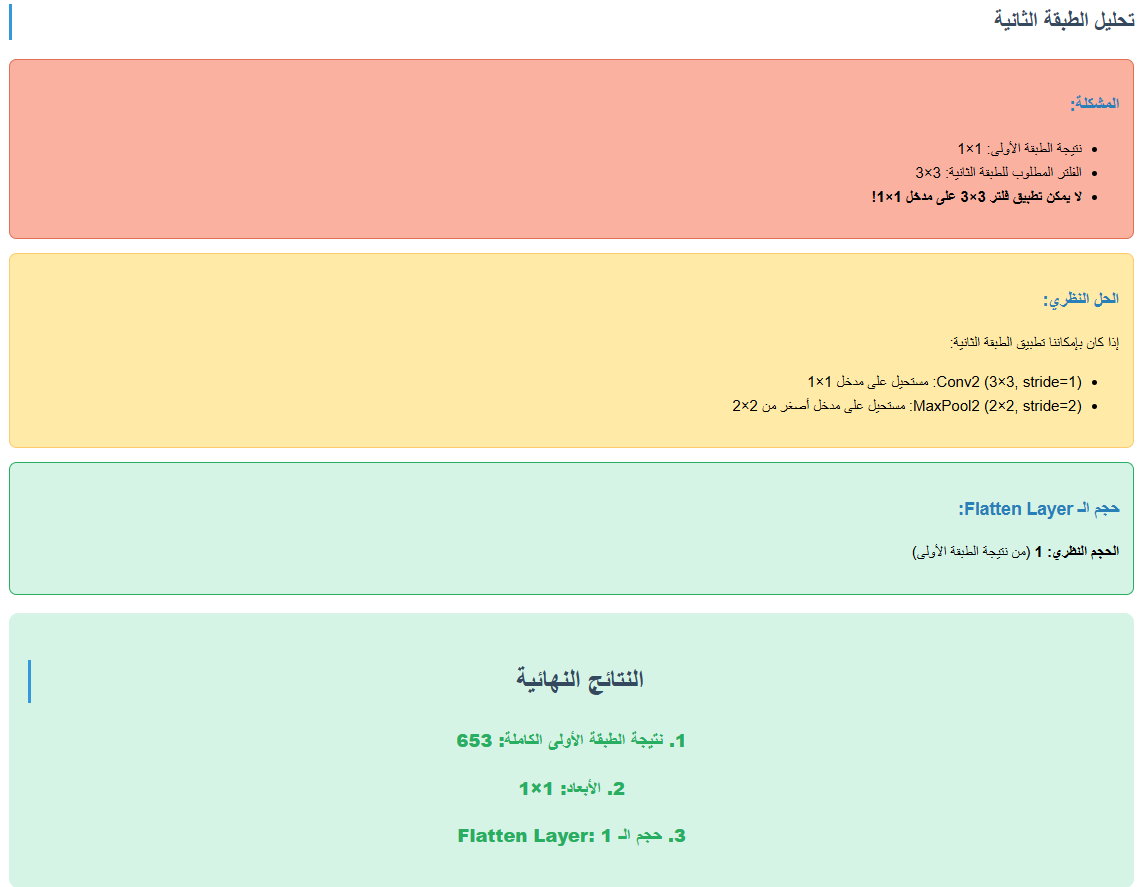 تحليل الطبقة الثانية
المشكلة:
نتيجة الطبقة الأولى: 1×1
الفلتر المطلوب للطبقة الثانية: 3×3
لا يمكن تطبيق فلتر 3×3 على مدخل 1×1!
الحل النظري:
إذا كان بإمكاننا تطبيق الطبقة الثانية:
Conv2 (3×3, stride=1): مستحيل على مدخل 1×1
MaxPool2 (2×2, stride=2): مستحيل على مدخل أصغر من 2×2
حجم الـ Flatten Layer:
الحجم النظري: 1 (من نتيجة الطبقة الأولى)
النتائج النهائية
1. نتيجة الطبقة الأولى الكاملة: 653
2. الأبعاد: 1×1
3. حجم الـ Flatten Layer: 1